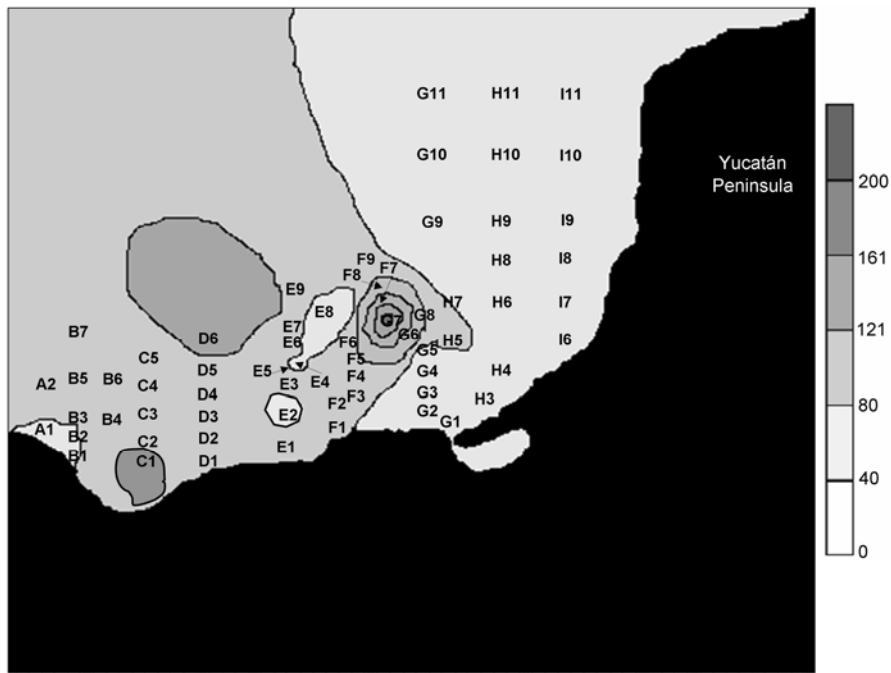 G11 H11 I11
G10 H10 I10
Yucatán
Peninsula
200
G9 H9 I9
F9 H8 I8
F8 F7
161
E9
H7 H6 I7
E8
G7 G8
B7 E7
121
D6 E6 F6 G6 H5 I6
C5 F5 G5
E5 D5 F4 G4 H4
A2 B5 B6 C4 E3 E4
D4 F3 G3 H3
F2
80
B3 B4 C3 D3 E2 G2
A1 B2 C2 D2 F1 G1
E1
B1 C1 D1
40
0